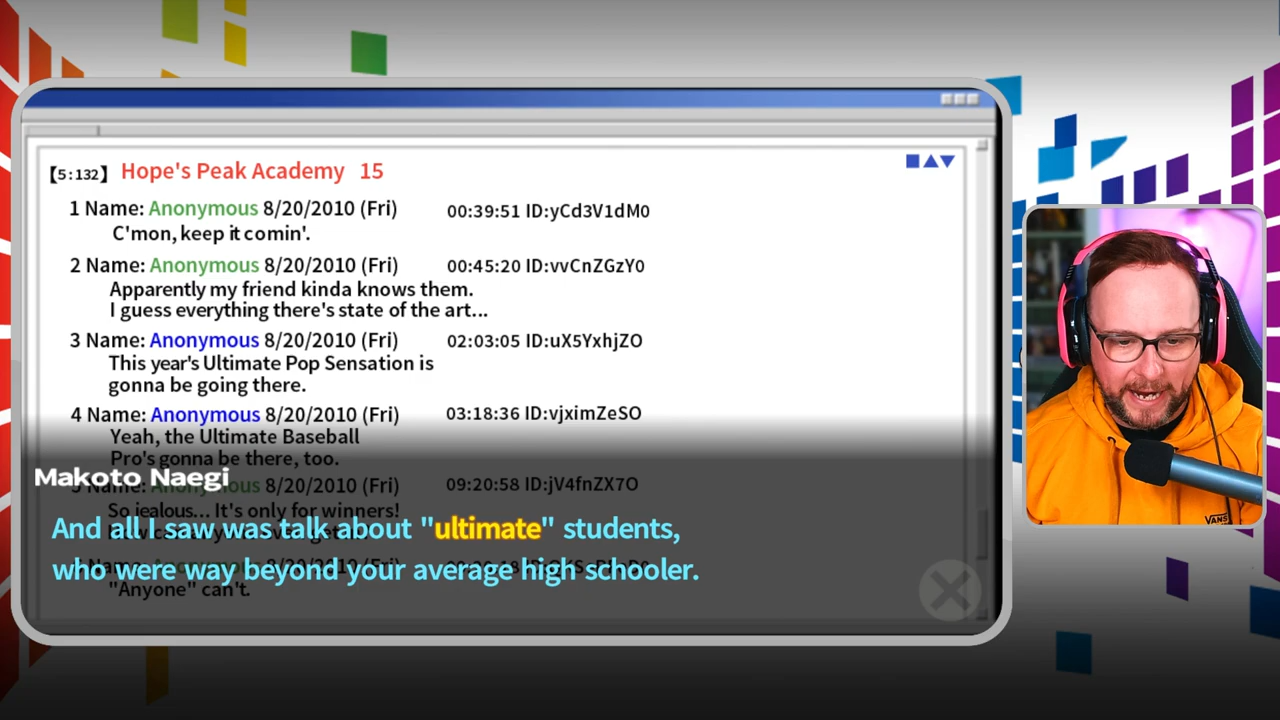 【5:132】 Hope's Peak Academy 15
1 Name: Anonymous 8/20/2010 (Fri) 00:39:51 ID:yCd3V1dM0
C'mon, keep it comin'.
2 Name: Anonymous 8/20/2010 (Fri) 00:45:20 ID:vvCnZGzY0
Apparently my friend kinda knows them.
I guess everything there's state of the art...
3 Name: Anonymous 8/20/2010 (Fri) 02:03:05 ID:uX5YxhjZO
This year's Ultimate Pop Sensation is
gonna be going there.
4 Name: Anonymous 8/20/2010 (Fri) 03:18:36 ID:vjximZeSO
Yeah, the Ultimate Baseball
Pro's gonna be there, too.
Makoto Naegi
5 Name: Anonymous 8/20/2010 (Fri) 09:20:58 ID:jV4fnZX7O
So jealous... It's only for winners!
And all I saw was talk about "ultimate" students,
who were way beyond your average high schooler.
"Anyone" can't.
VANS